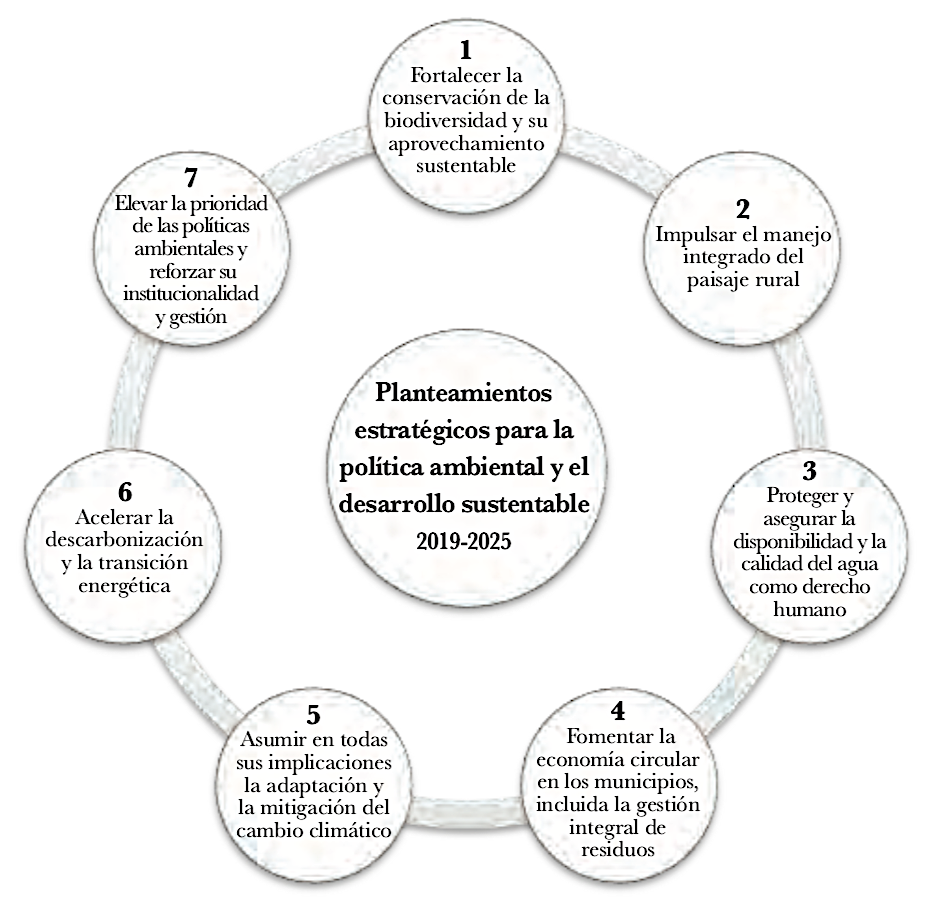 1
Fortalecer la
conservación de la
biodiversidad y su
aprovechamiento
sustentable
2
Impulsar el manejo
integrado del
paisaje rural
3
Proteger y
asegurar la
disponibilidad y la
calidad del agua
como derecho
humano
4
Fomentar la
economía circular
en los municipios,
incluida la gestión
integral de
residuos
5
Asumir en todas
sus implicaciones
la adaptación y
la mitigación del
cambio climático
6
Acelerar la
descarbonización
y la transición
energética
7
Elevar la prioridad
de las políticas
ambientales y
reforzar su
institucionalidad
y gestión
Planteamientos
estratégicos para la
política ambiental y el
desarrollo sustentable
2019-2025